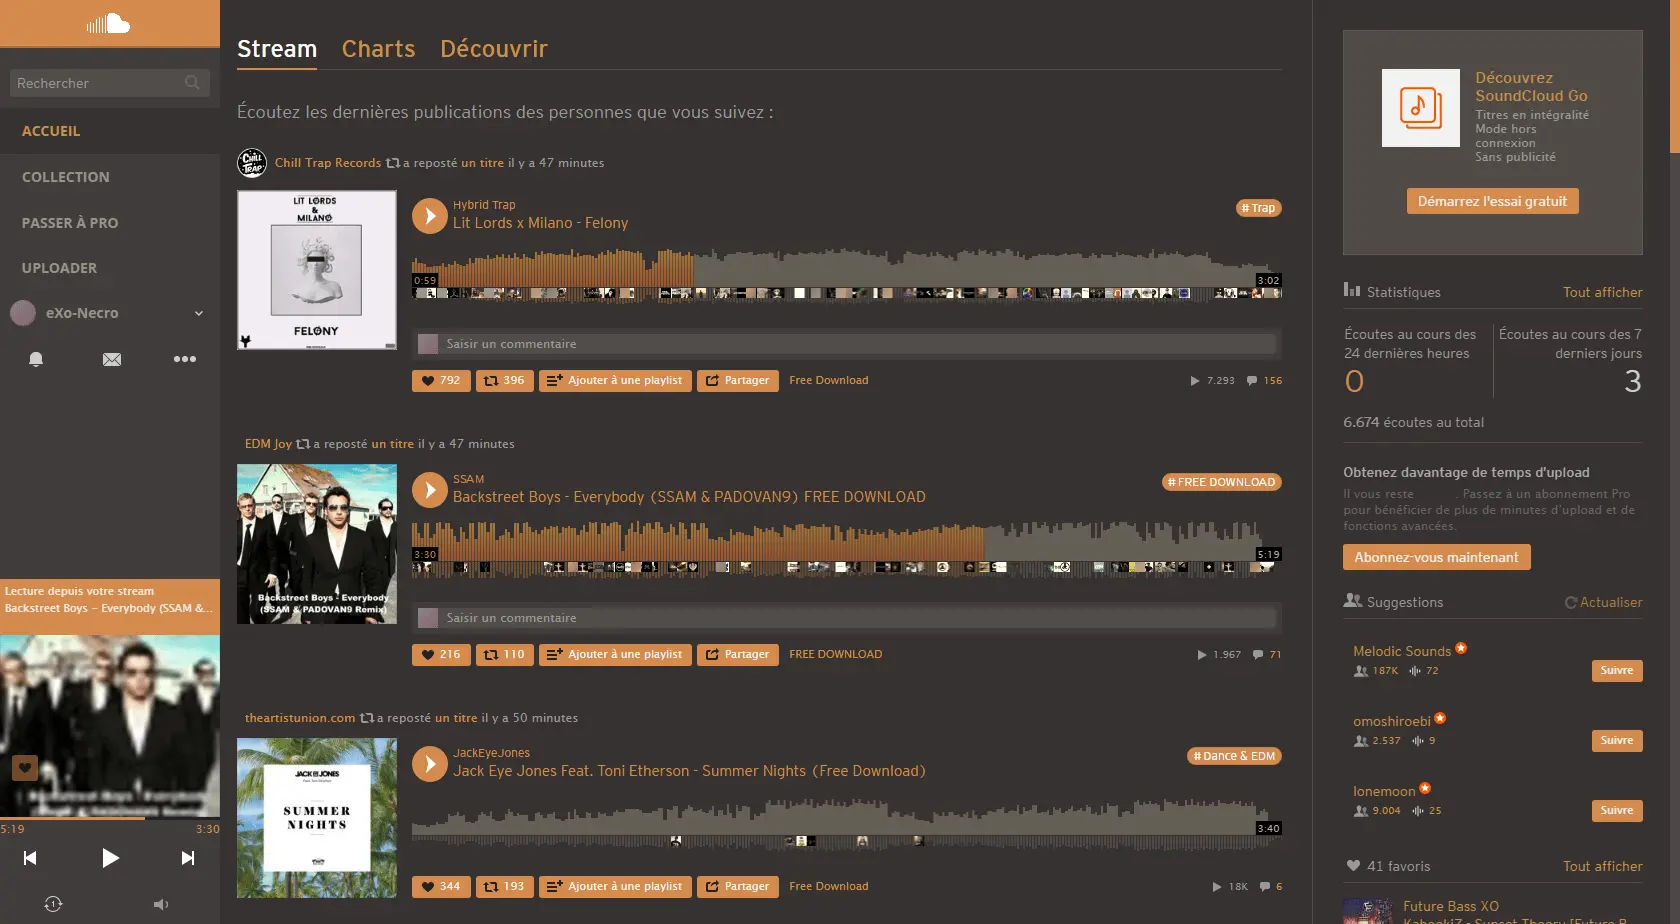 Rechercher
ACCUEIL
COLLECTION
PASSER À PRO
UPLOADER
eXo-Necro
Lecture depuis votre stream
Backstreet Boys – Everybody (SSAM &...
5:19
3:30
1
Stream
Charts
Découvrir
Écoutez les dernières publications des personnes que vous suivez :
CHILL TRAP
Chill Trap Records a reposté un titre il y a 47 minutes
LIT LORDS
&
MILANO
FELONY
Hybrid Trap
Lit Lords x Milano - Felony
# Trap
0:59
3:02
Saisir un commentaire
792
396
Ajouter à une playlist
Partager
Free Download
7.293
156
EDM Joy a reposté un titre il y a 47 minutes
Backstreet Boys - Everybody
(SSAM & PADOVAN9 Remix)
SSAM
Backstreet Boys - Everybody (SSAM & PADOVAN9) FREE DOWNLOAD
# FREE DOWNLOAD
3:30
5:19
Saisir un commentaire
216
110
Ajouter à une playlist
Partager
FREE DOWNLOAD
1.967
71
theartistunion.com a reposté un titre il y a 50 minutes
JACK EYE JONES
SUMMER
NIGHTS
JackEyeJones
Jack Eye Jones Feat. Toni Etherson - Summer Nights (Free Download)
# Dance & EDM
3:40
344
193
Ajouter à une playlist
Partager
Free Download
18K
6
Découvrez
SoundCloud Go
Titres en intégralité
Mode hors
connexion
Sans publicité
Démarrez l'essai gratuit
Statistiques
Tout afficher
Écoutes au cours des
24 dernières heures
0
Écoutes au cours des 7
derniers jours
3
6.674 écoutes au total
Obtenez davantage de temps d'upload
Il vous reste . Passez à un abonnement Pro
pour bénéficier de plus de minutes d'upload et de
fonctions avancées.
Abonnez-vous maintenant
Suggestions
Actualiser
Melodic Sounds
187K
72
Suivre
omoshiroebi
2.537
9
Suivre
lonemoon
9.004
25
Suivre
41 favoris
Tout afficher
Future Bass XO